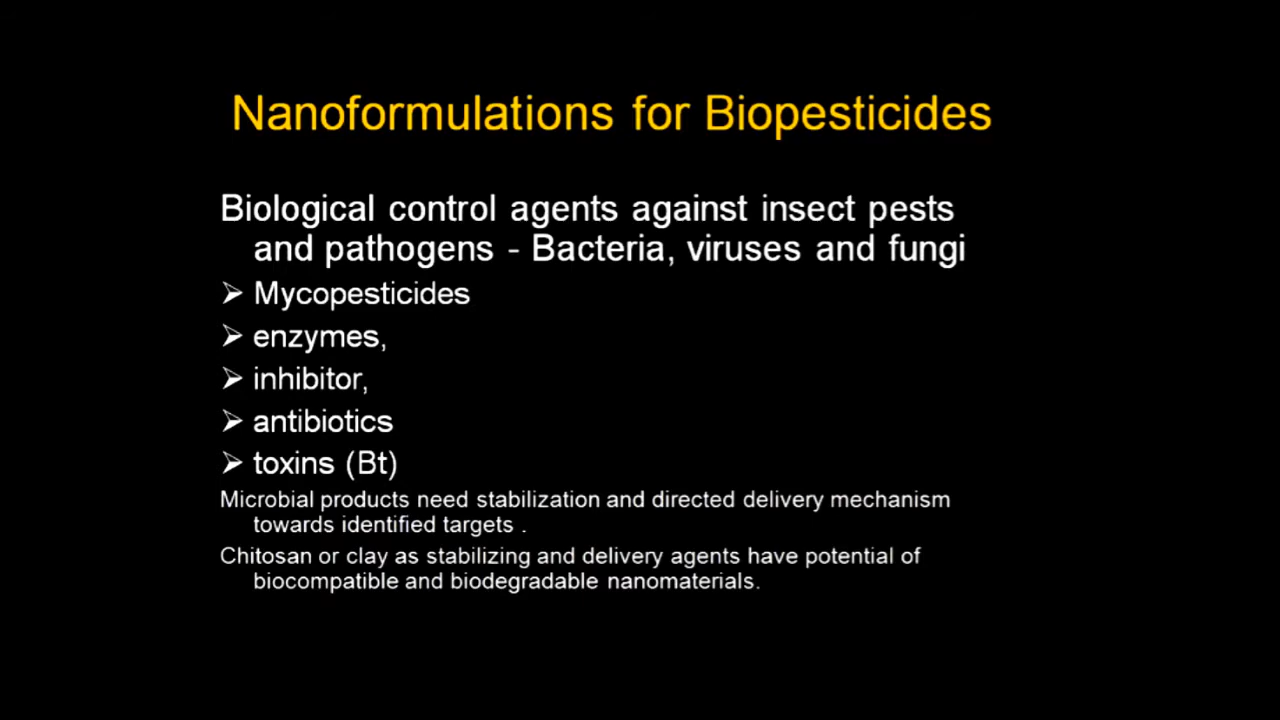 Nanoformulations for Biopesticides
Biological control agents against insect pests
and pathogens - Bacteria, viruses and fungi
➢ Mycopesticides
➢ enzymes,
➢ inhibitor,
➢ antibiotics
➢ toxins (Bt)
Microbial products need stabilization and directed delivery mechanism
towards identified targets .
Chitosan or clay as stabilizing and delivery agents have potential of
biocompatible and biodegradable nanomaterials.